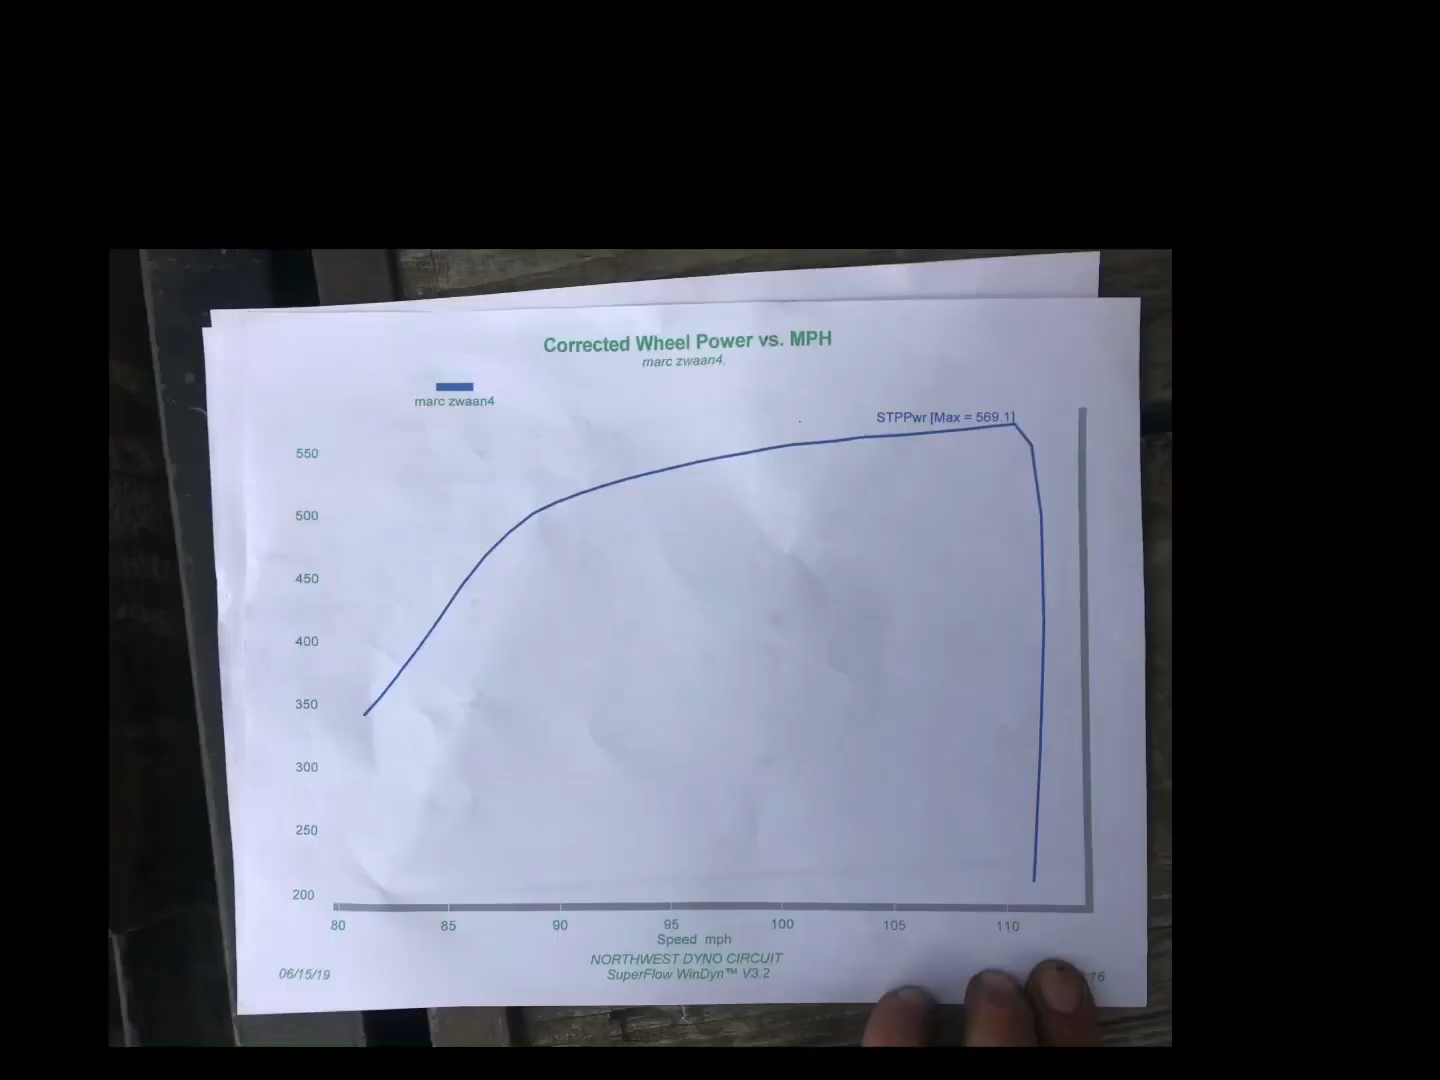 Corrected Wheel Power vs. MPH
marc zwaan4,
marc zwaan4
STPPwr [Max = 569.1]
550
500
450
400
350
300
250
200
80 85 90 95 100 105 110
Speed mph
NORTHWEST DYNO CIRCUIT
06/15/19 SuperFlow WinDyn™ V3.2